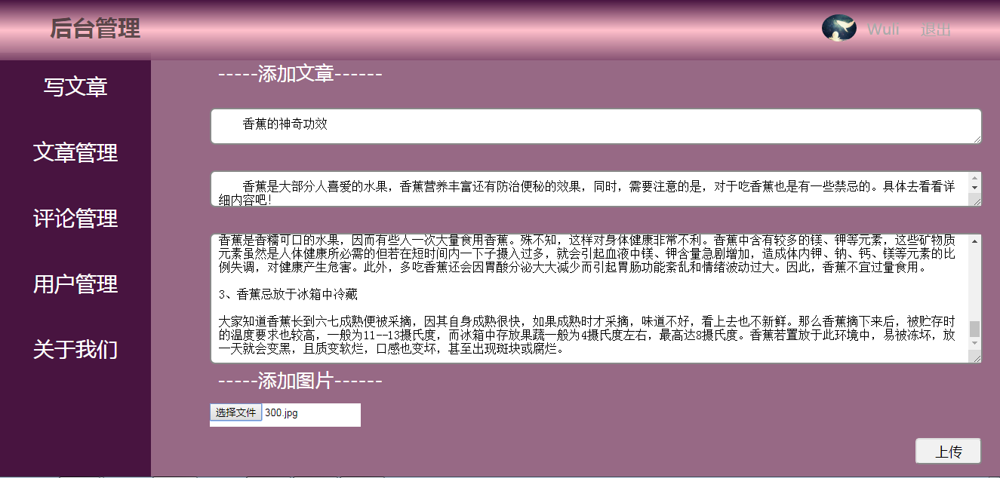 后台管理
Wuli 退出
写文章
文章管理
评论管理
用户管理
关于我们
-----添加文章------
香蕉的神奇功效
香蕉是大部分人喜爱的水果，香蕉营养丰富还有防治便秘的效果，同时，需要注意的是，对于吃香蕉也是有一些禁忌的。具体去看看详
细内容吧！
香蕉是香糯可口的水果，因而有些人一次大量食用香蕉。殊不知，这样对身体健康非常不利。香蕉中含有较多的镁、钾等元素，这些矿物质
元素虽然是人体健康所必需的但若在短时间内一下子摄入过多，就会引起血液中镁、钾含量急剧增加，造成体内钾、钠、钙、镁等元素的比
例失调，对健康产生危害。此外，多吃香蕉还会因胃酸分泌大大减少而引起胃肠功能紊乱和情绪波动过大。因此，香蕉不宜过量食用。
3、香蕉忌放于冰箱中冷藏
大家知道香蕉长到六七成熟便被采摘，因其自身成熟很快，如果成熟时才采摘，味道不好，看上去也不新鲜。那么香蕉摘下来后，被贮存时
的温度要求也较高，一般为11--13摄氏度，而冰箱中存放果蔬一般为4摄氏度左右，最高达8摄氏度。香蕉若置放于此环境中，易被冻坏，放
一天就会变黑，且质变软烂，口感也变坏，甚至出现斑块或腐烂。
-----添加图片------
选择文件 300.jpg
上传